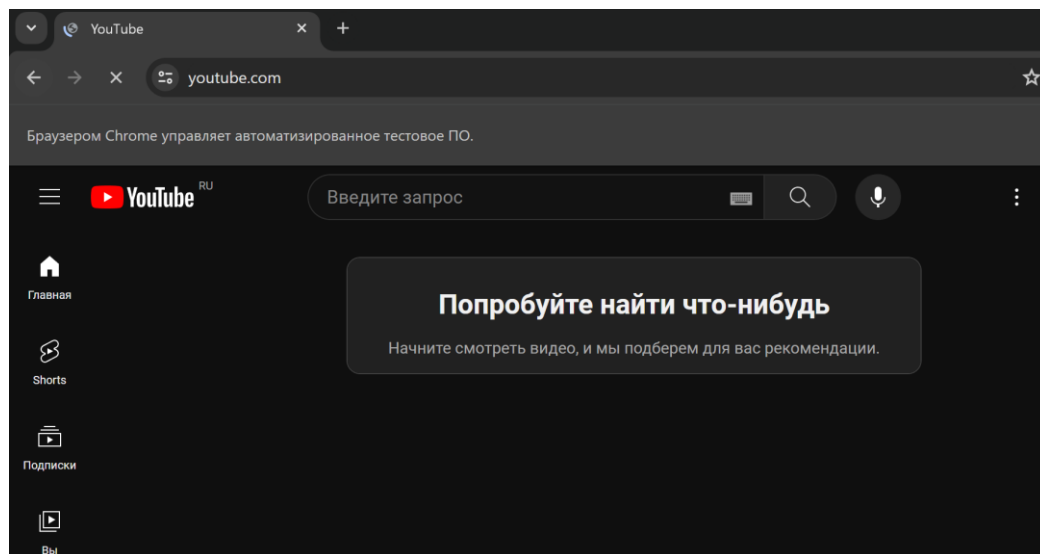 YouTube
youtube.com
Браузером Chrome управляет автоматизированное тестовое ПО.
YouTube RU
Введите запрос
Главная
Попробуйте найти что-нибудь
Начните смотреть видео, и мы подберем для вас рекомендации.
Shorts
Подписки
Вы